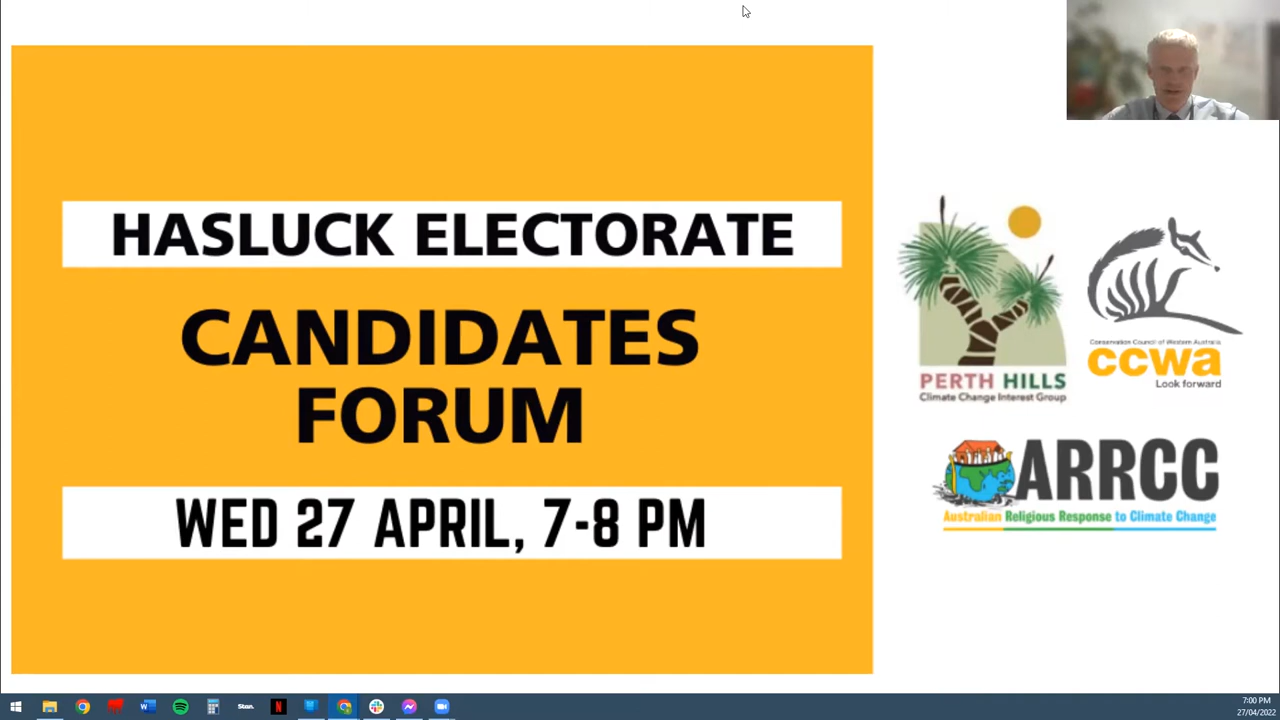 HASLUCK ELECTORATE
CANDIDATES
FORUM
WED 27 APRIL, 7-8 PM
PERTH HILLS
Climate Change Interest Group
Conservation Council of Western Australia
ccwa
Look forward
ARRCC
Australian Religious Response to Climate Change
W
Stan.
N
7:00 PM
27/04/2022